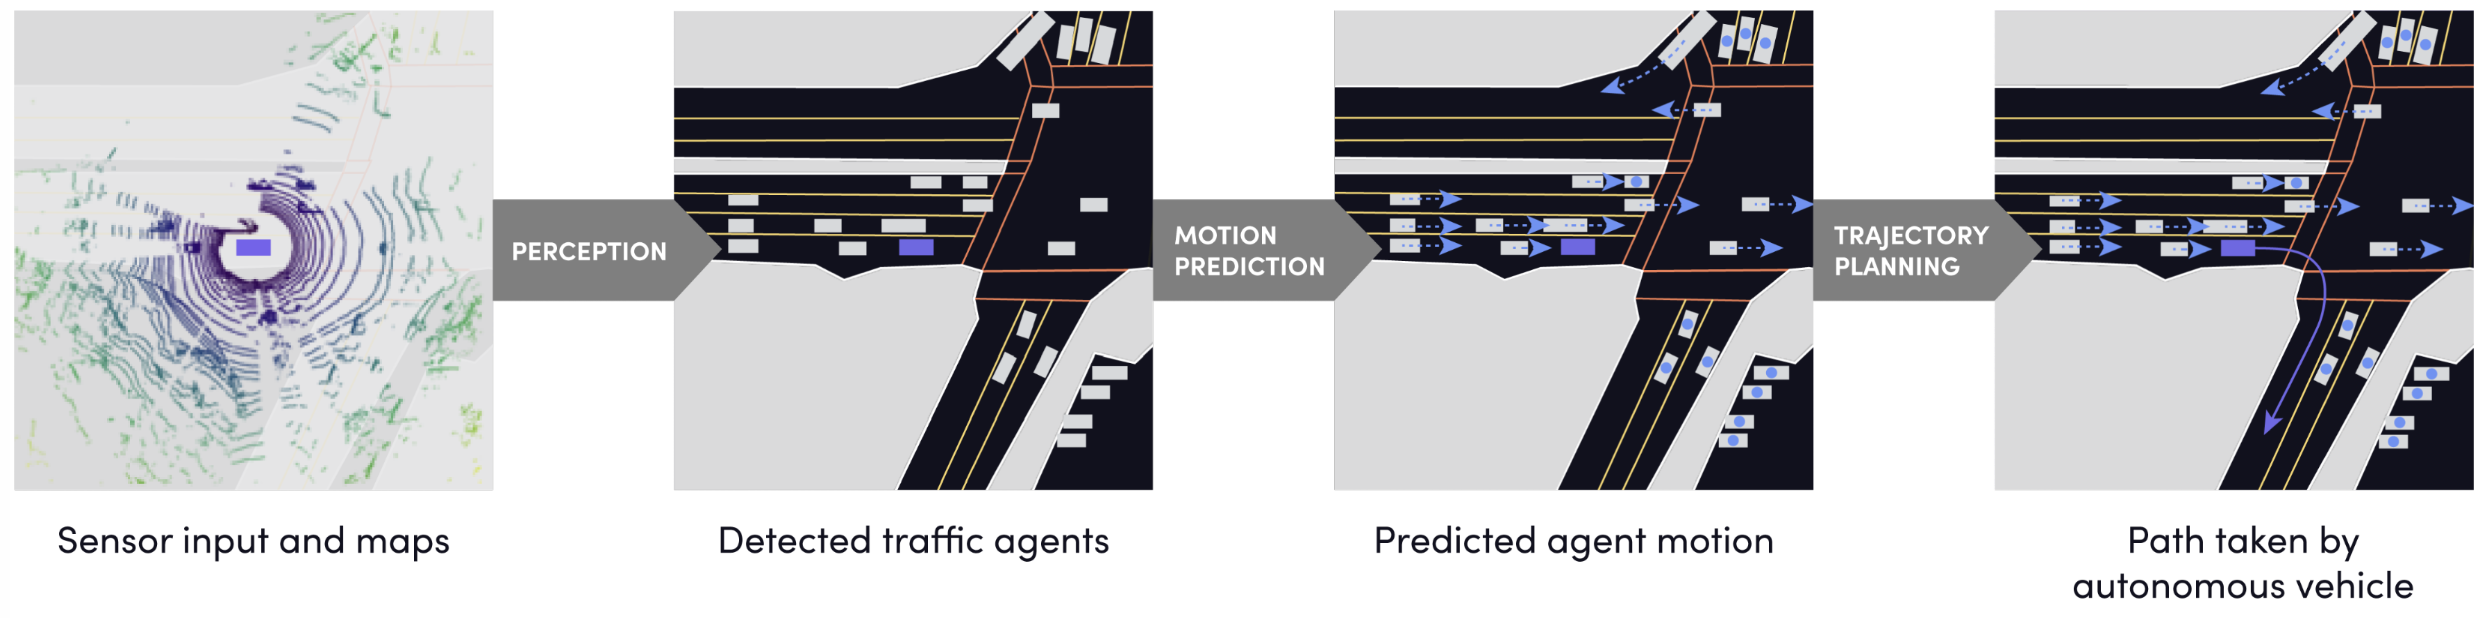 PERCEPTION
MOTION
PREDICTION
TRAJECTORY
PLANNING
Sensor input and maps
Detected traffic agents
Predicted agent motion
Path taken by
autonomous vehicle